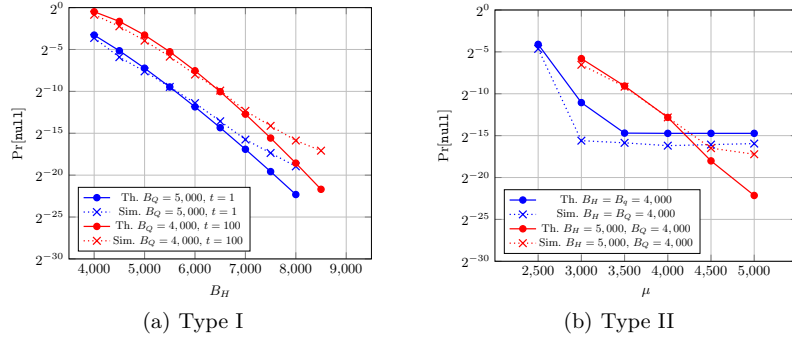 2^0
2^-5
2^-10
2^-15
2^-20
2^-25
2^-30
Pr[null]
Th. B_Q = 5,000, t = 1
Sim. B_Q = 5,000, t = 1
Th. B_Q = 4,000, t = 100
Sim. B_Q = 4,000, t = 100
4,000 5,000 6,000 7,000 8,000 9,000
B_H
(a) Type I
2^0
2^-5
2^-10
2^-15
2^-20
2^-25
2^-30
Pr[null]
Th. B_H = B_q = 4,000
Sim. B_H = B_Q = 4,000
Th. B_H = 5,000, B_Q = 4,000
Sim. B_H = 5,000, B_Q = 4,000
2,500 3,000 3,500 4,000 4,500 5,000
μ
(b) Type II